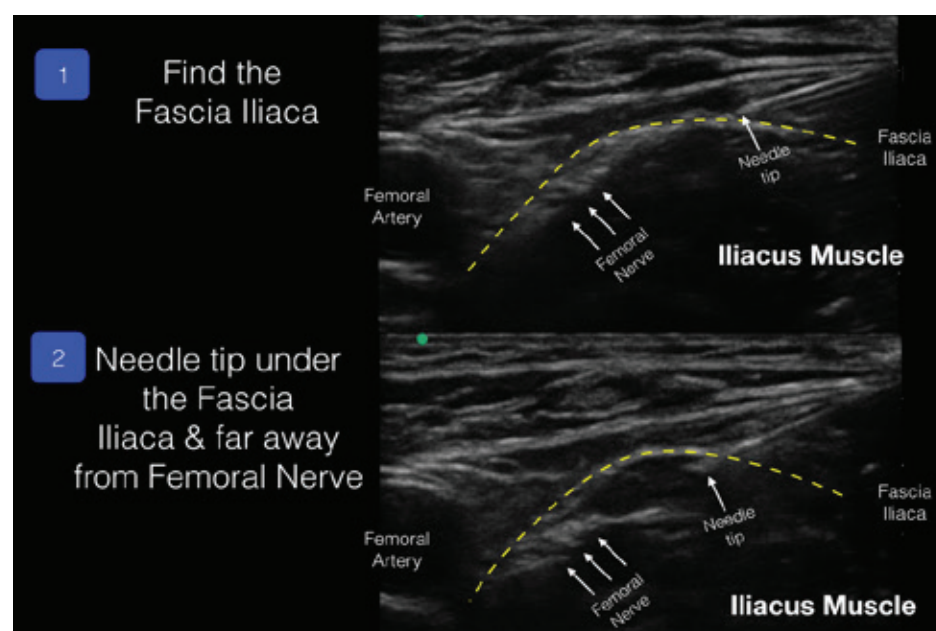 1
Find the
Fascia Iliaca
Femoral
Artery
Femoral
Nerve
Needle
tip
Fascia
Iliaca
Iliacus Muscle
2
Needle tip under
the Fascia
Iliaca & far away
from Femoral Nerve
Femoral
Artery
Femoral
Nerve
Needle
tip
Fascia
Iliaca
Iliacus Muscle